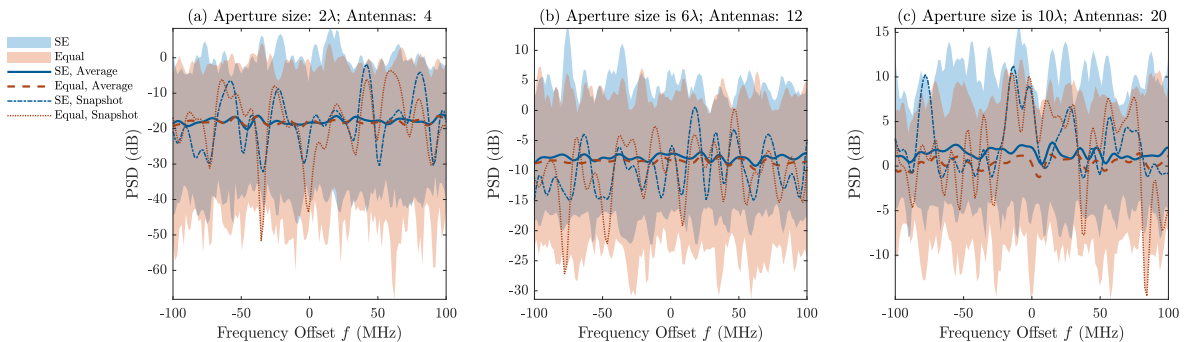 (a) Aperture size: 2λ; Antennas: 4
(b) Aperture size is 6λ; Antennas: 12
(c) Aperture size is 10λ; Antennas: 20
SE
Equal
SE, Average
Equal, Average
SE, Snapshot
Equal, Snapshot
PSD (dB)
0
-10
-20
-30
-40
-50
-60
-100
-50
0
50
100
Frequency Offset f (MHz)
PSD (dB)
10
5
0
-5
-10
-15
-20
-25
-30
-100
-50
0
50
100
Frequency Offset f (MHz)
PSD (dB)
15
10
5
0
-5
-10
-100
-50
0
50
100
Frequency Offset f (MHz)